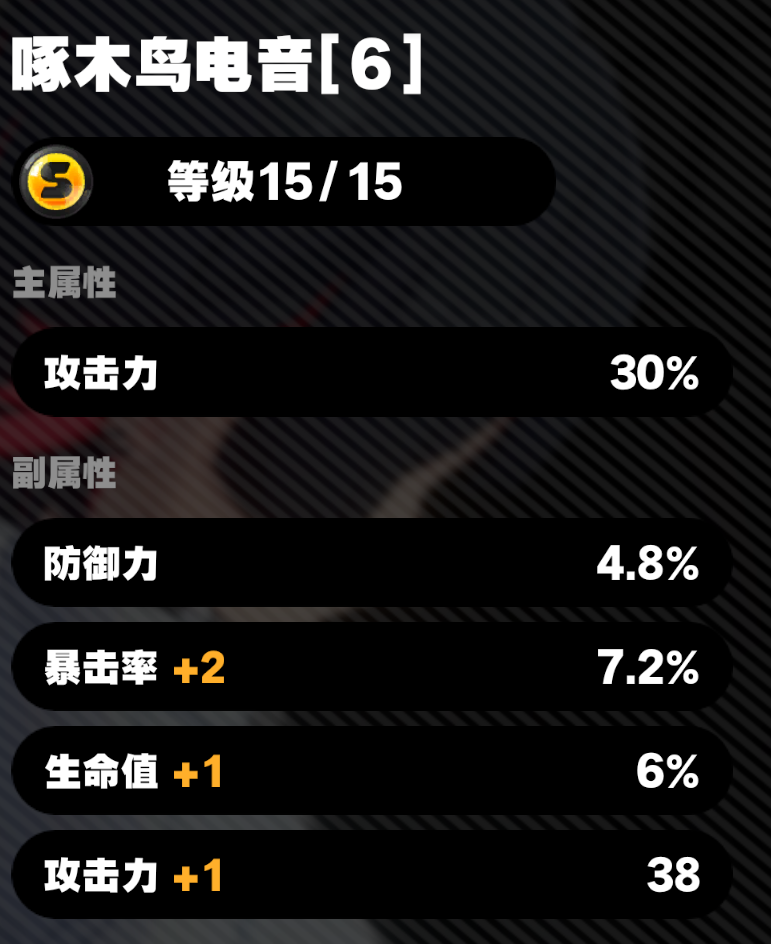 啄木鸟电音[6]
S 等级15/15
主属性
攻击力 30%
副属性
防御力 4.8%
暴击率 +2 7.2%
生命值 +1 6%
攻击力 +1 38